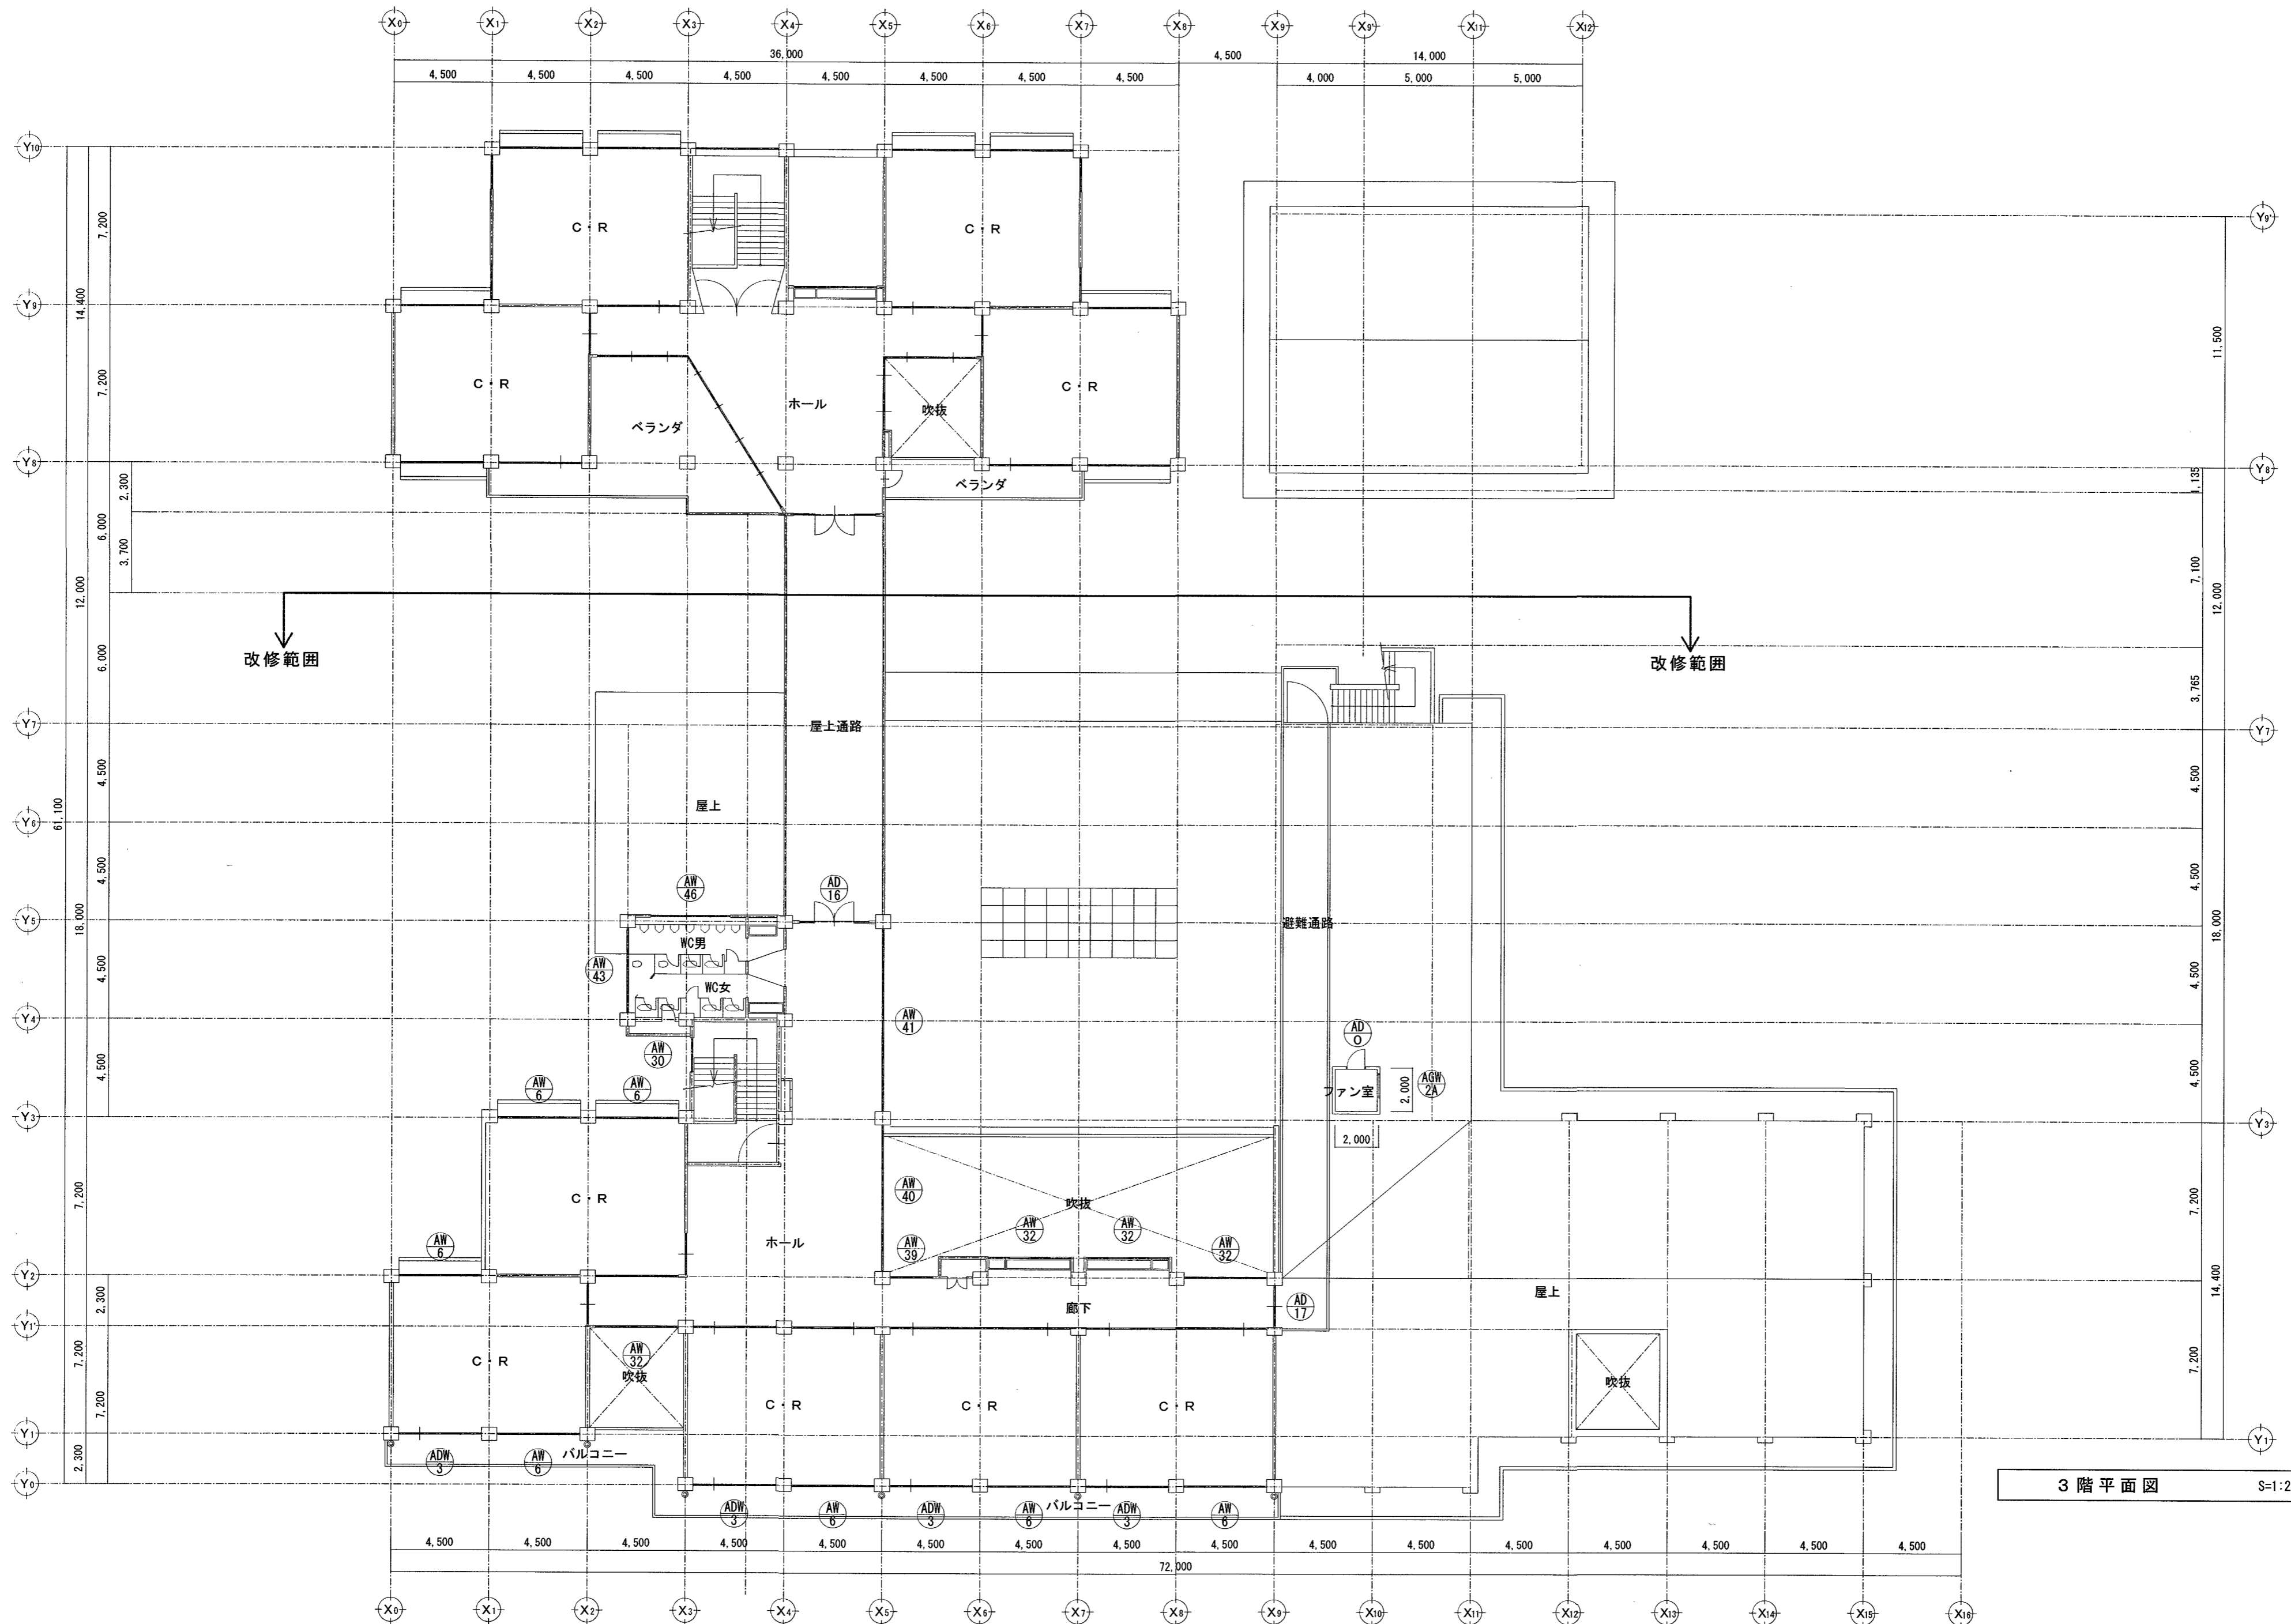 X0 X1 X2 X3 X4 X5 X6 X7 X8 X9 X9' X11 X12
36,000 4,500 14,000
4,500 4,500 4,500 4,500 4,500 4,500 4,500 4,500 4,000 5,000 5,000
Y10
7,200
C・R
C・R
Y9'
Y9
14,400
11,500
7,200
C・R
C・R
ホール
吹抜
ベランダ
Y8
Y8
ベランダ
2,300
1,135
6,000
3,700
12,000
7,100
12,000
改修範囲
改修範囲
6,000
3,765
Y7
屋上通路
Y7
4,500
4,500
屋上
61,100
Y6
4,500
4,500
AW 46
AD 16
Y5
18,000
避難通路
18,000
WC男
AW 43
4,500
4,500
WC女
Y4
AW 41
AD 0
AW 30
4,500
4,500
AW 6
AW 6
ファン室
2,000
AGW 2A
Y3
Y3
2,000
7,200
C・R
AW 40
吹抜
7,200
AW 32
AW 32
AW 6
ホール
AW 39
AW 32
Y2
14,400
2,300
屋上
廊下
AD 17
Y1'
7,200
C・R
AW 32
吹抜
吹抜
7,200
7,200
C・R
C・R
C・R
Y1
Y1
2,300
ADW 3
AW 6
バルコニー
Y0
バルコニー
3階平面図 S=1:2
ADW 3
AW 6
ADW 3
AW 6
ADW 3
AW 6
4,500 4,500 4,500 4,500 4,500 4,500 4,500 4,500 4,500 4,500 4,500 4,500 4,500 4,500 4,500 4,500
72,000
X0 X1 X2 X3 X4 X5 X6 X7 X8 X9 X10 X11 X12 X13 X14 X15 X16